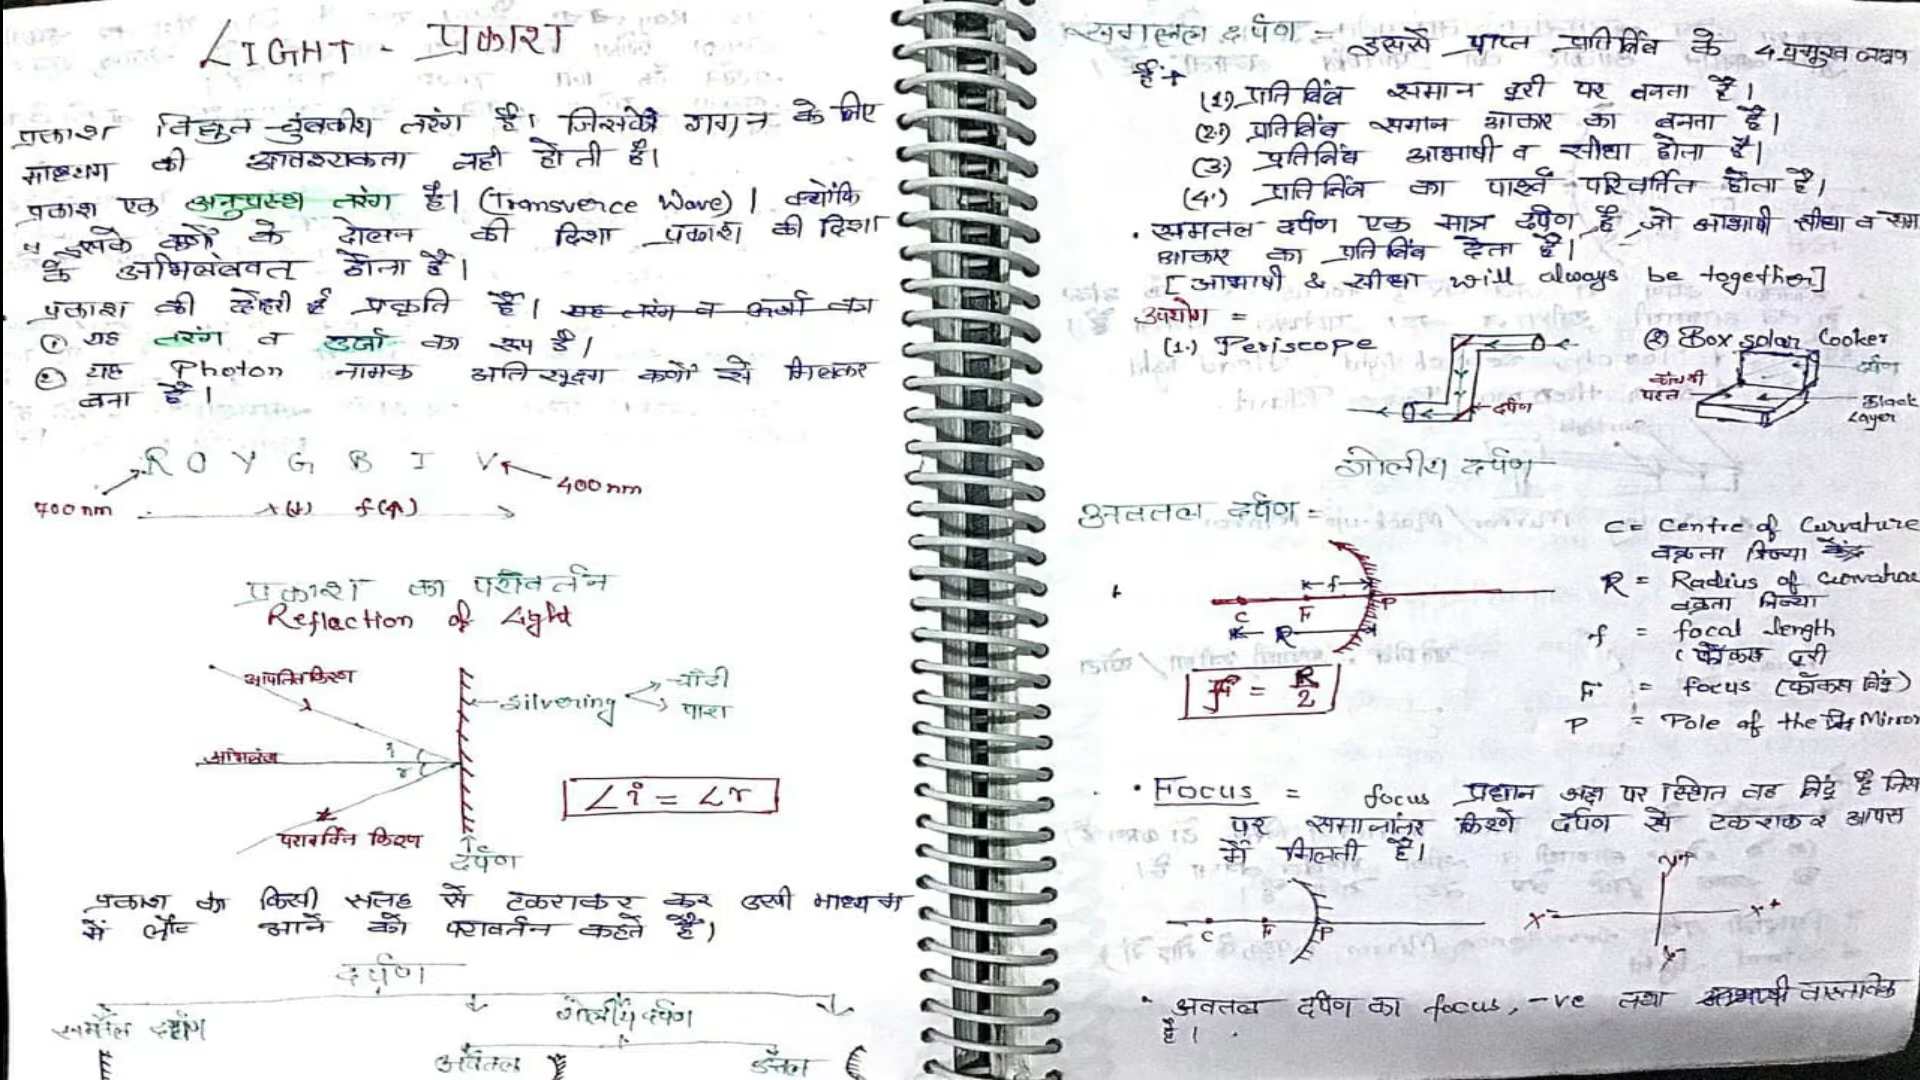 LIGHT - प्रकाश
प्रकाश विद्युत चुंबकीय तरंग है। जिसकी गमन के लिए
माध्यम की आवश्यकता नही होती है।
प्रकाश एक अनुप्रस्थ तरंग है। (Transverce Wave) । क्योंकि
इसके कणों के दोलन की दिशा प्रकाश की दिशा
के अभिलंबवत होता है।
प्रकाश की दोहरी प्रकृति है। यह तरंग व ऊर्जा का
① यह तरंग व ऊर्जा का रूप है।
② यह Photon नामक अति सूक्ष्म कणों से मिलकर
बना है।
R O Y G B I V
700nm 400nm
λ(↓) f(↑)
प्रकाश का परावर्तन
Reflection of Light
आपतित किरण
Silvering चाँदी
पारा
अभिलंब
i
r
∠i = ∠r
परावर्तित किरण
दर्पण
प्रकाश का किसी सतह से टकराकर कर उसी माध्यम
में लौट आने को परावर्तन कहते है।
दर्पण
समतल दर्पण गोलीय दर्पण
अवतल उत्तल
समतल दर्पण = इससे प्राप्त प्रतिबिंब के 4 प्रमुख लक्षण
है -
(1.) प्रतिबिंब समान दूरी पर बनता है।
(2.) प्रतिबिंब समान आकार का बनता है।
(3.) प्रतिबिंब आभाषी व सीधा होता है।
(4.) प्रतिबिंब का पार्श्व परिवर्तित होता है।
• समतल दर्पण एक मात्र दर्पण है जो आभाषी सीधा व सम
आकार का प्रतिबिंब देता है।
[आभाषी & सीधा will always be together]
उपयोग =
(1.) Periscope (2) Box solar Cooker
दर्पण
काँच की
परत
दर्पण
Black
Layer
गोलीय दर्पण
अवतल दर्पण =
C = Centre of Curvature
वक्रता त्रिज्या केंद्र
R = Radius of Curvature
वक्रता त्रिज्या
f = focal length
(फोकस दूरी
F = focus (फोकस बिंदु)
P = Pole of the Mirror
f
C F P
R
f = R/2
• Focus = focus प्रधान अक्ष पर स्थित वह बिंदु है जिस
पर समानांतर किरणे दर्पण से टकराकर आपस
में मिलती है।
C F P
y+
x- x+
y-
• अवतल दर्पण का focus, -ve तथा वास्तविक
है।